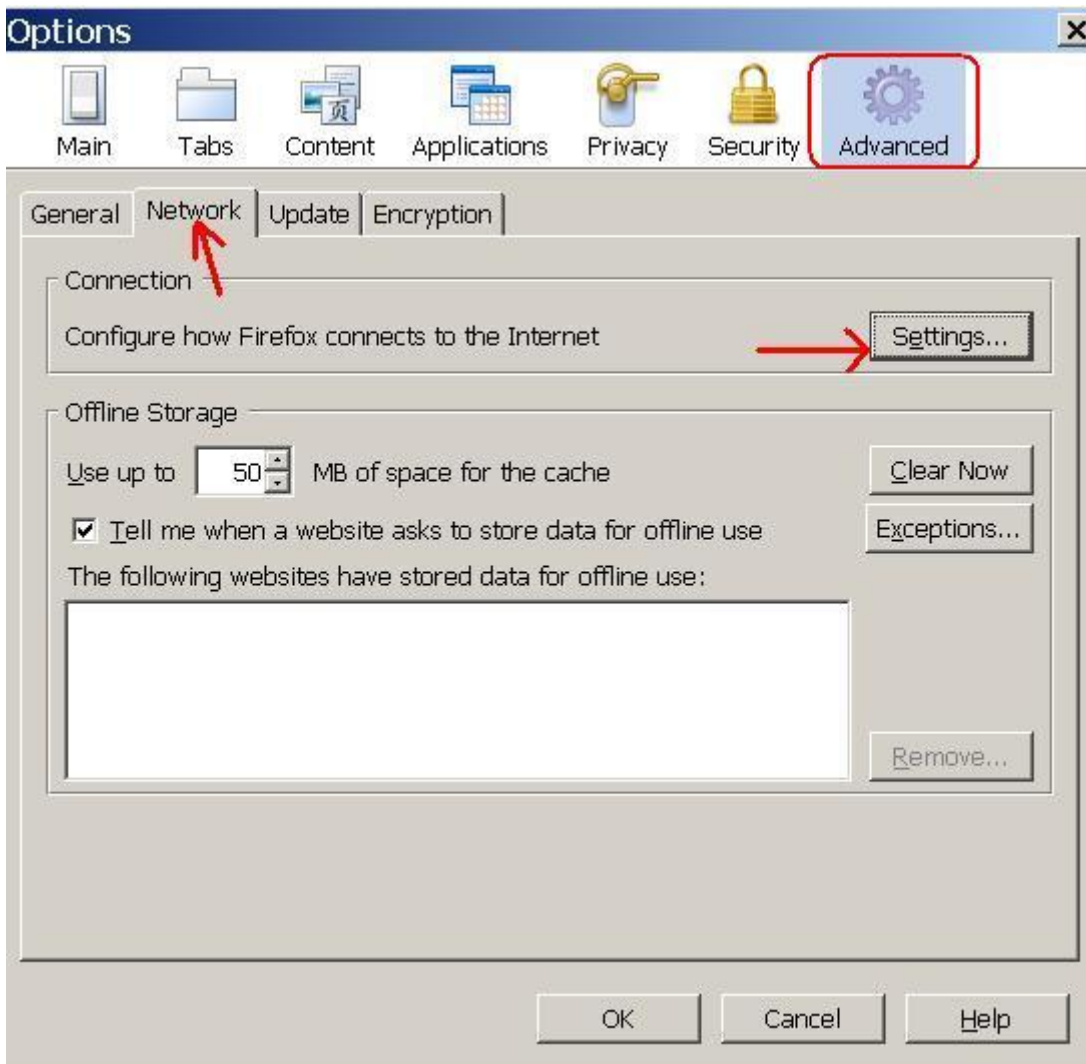 Options
页
Main Tabs Content Applications Privacy Security Advanced
General Network Update Encryption
Connection
Configure how Firefox connects to the Internet Settings...
Offline Storage
Use up to 50 MB of space for the cache Clear Now
Tell me when a website asks to store data for offline use Exceptions...
The following websites have stored data for offline use:
Remove...
OK Cancel Help